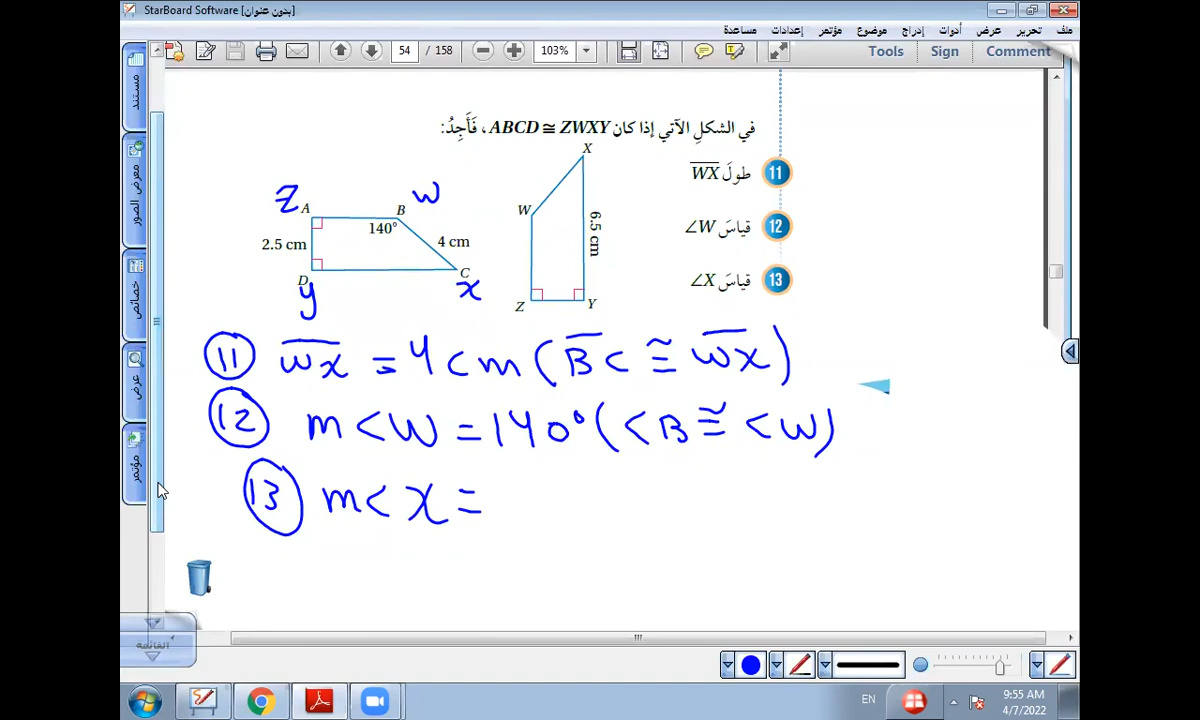 StarBoard Software [بدون عنوان]
ملف تحرير عرض أدوات إدراج موضوع مؤتمر إعدادات مساعدة
54 / 158 103% Tools Sign Comment
مستند
معرض الصور
خصائص
عرض
مؤتمر
في الشكلِ الآتي إذا كان ABCD ≅ ZWXY ، فَأَجِدُ:
11 طولَ WX
12 قياسَ ∠W
13 قياسَ ∠X
Z A B W
140°
2.5 cm 4 cm
D C
y x
X
W
6.5 cm
Z Y
11 Wx = 4 cm (BC ≅ Wx)
12 m<W = 140° (<B ≅ <W)
13 m<x =
القائمة
EN 9:55 AM
4/7/2022